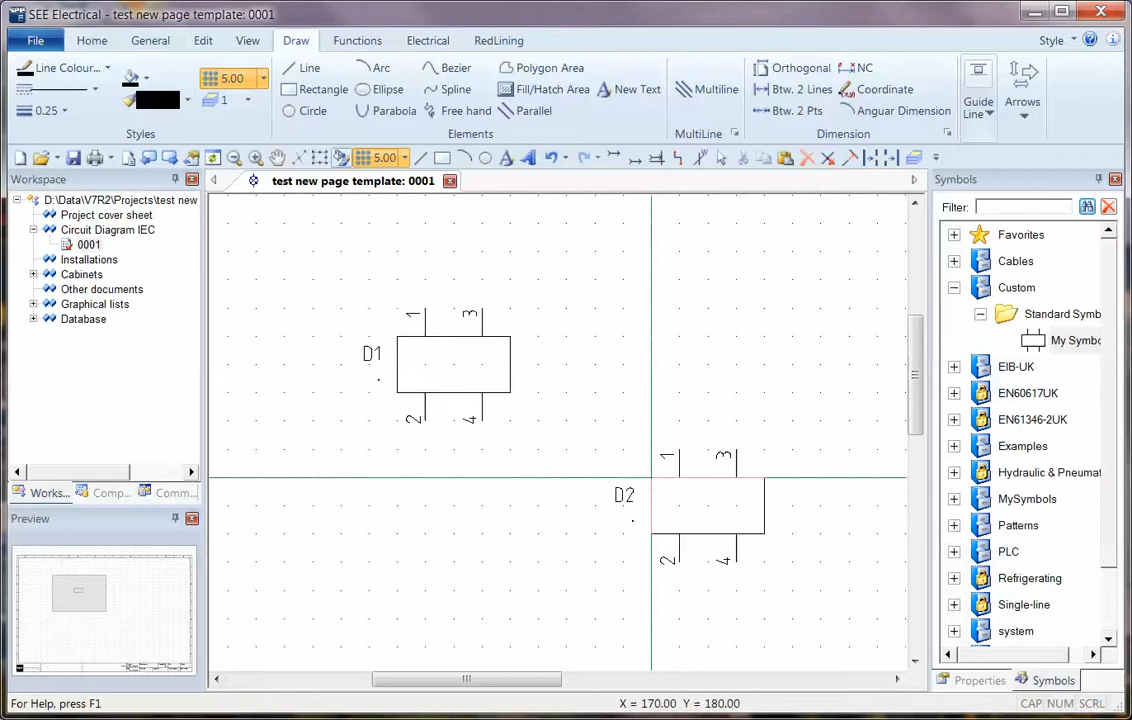 SEE Electrical - test new page template: 0001
File Home General Edit View Draw Functions Electrical RedLining Style
Line Colour... 5.00 Line Arc Bezier Polygon Area Orthogonal NC
Rectangle Ellipse Spline Fill/Hatch Area New Text Multiline Btw. 2 Lines Coordinate Guide Line Arrows
0.25 1 Circle Parabola Free hand Parallel Btw. 2 Pts Anguar Dimension
Styles Elements MultiLine Dimension
5.00
Workspace
test new page template: 0001
Symbols
D:\Data\V7R2\Projects\test new
Project cover sheet
Circuit Diagram IEC
0001
Installations
Cabinets
Other documents
Graphical lists
Database
Works... Comp... Comm...
Preview
1 3
D1
2 4
1 3
D2
2 4
Filter:
Favorites
Cables
Custom
Standard Symb
My Symbo
EIB-UK
EN60617UK
EN61346-2UK
Examples
Hydraulic & Pneumat
MySymbols
Patterns
PLC
Refrigerating
Single-line
system
Properties Symbols
For Help, press F1 X = 170.00 Y = 180.00 CAP NUM SCRL